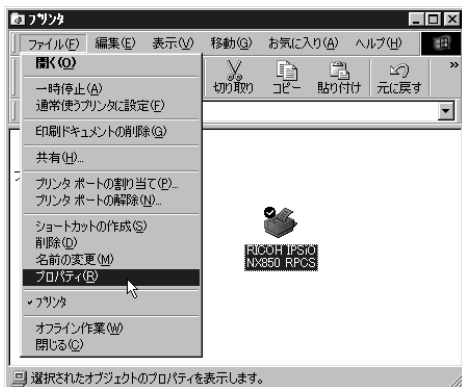 プリンタ
ファイル(F) 編集(E) 表示(V) 移動(G) お気に入り(A) ヘルプ(H)
切り取り コピー 貼り付け 元に戻す »
開く(O)
一時停止(A)
通常使うプリンタに設定(F)
印刷ドキュメントの削除(G)
共有(H)...
プリンタ ポートの割り当て(P)...
プリンタ ポートの解除(N)...
ショートカットの作成(S)
削除(D)
名前の変更(M)
プロパティ(R)
プリンタ
オフライン作業(W)
閉じる(C)
RICOH IPSiO
NX850 RPCS
選択されたオブジェクトのプロパティを表示します。